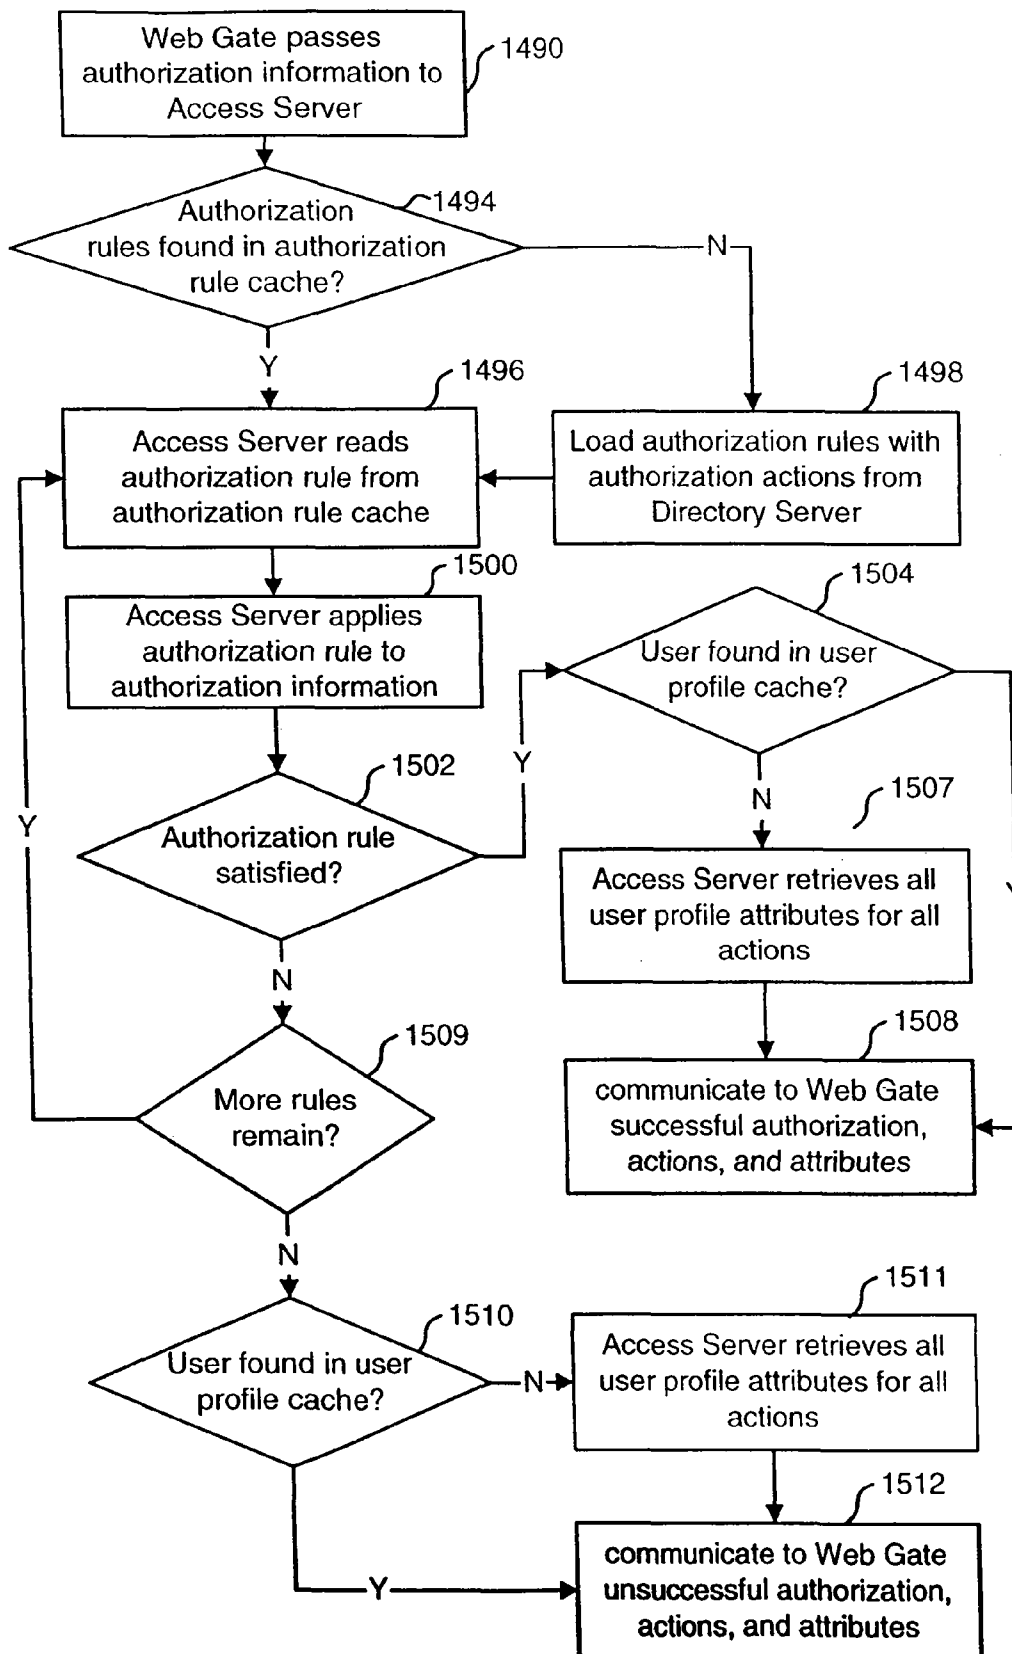 Web Gate passes
authorization information to
Access Server
1490
Authorization
rules found in authorization
rule cache?
1494
N
Y
1496
Access Server reads
authorization rule from
authorization rule cache
1498
Load authorization rules with
authorization actions from
Directory Server
1500
Access Server applies
authorization rule to
authorization information
1504
User found in user
profile cache?
Y
1502
Authorization rule
satisfied?
Y
N
1507
Access Server retrieves all
user profile attributes for all
actions
N
1509
More rules
remain?
1508
communicate to Web Gate
successful authorization,
actions, and attributes
N
1510
User found in user
profile cache?
N
1511
Access Server retrieves all
user profile attributes for all
actions
Y
1512
communicate to Web Gate
unsuccessful authorization,
actions, and attributes